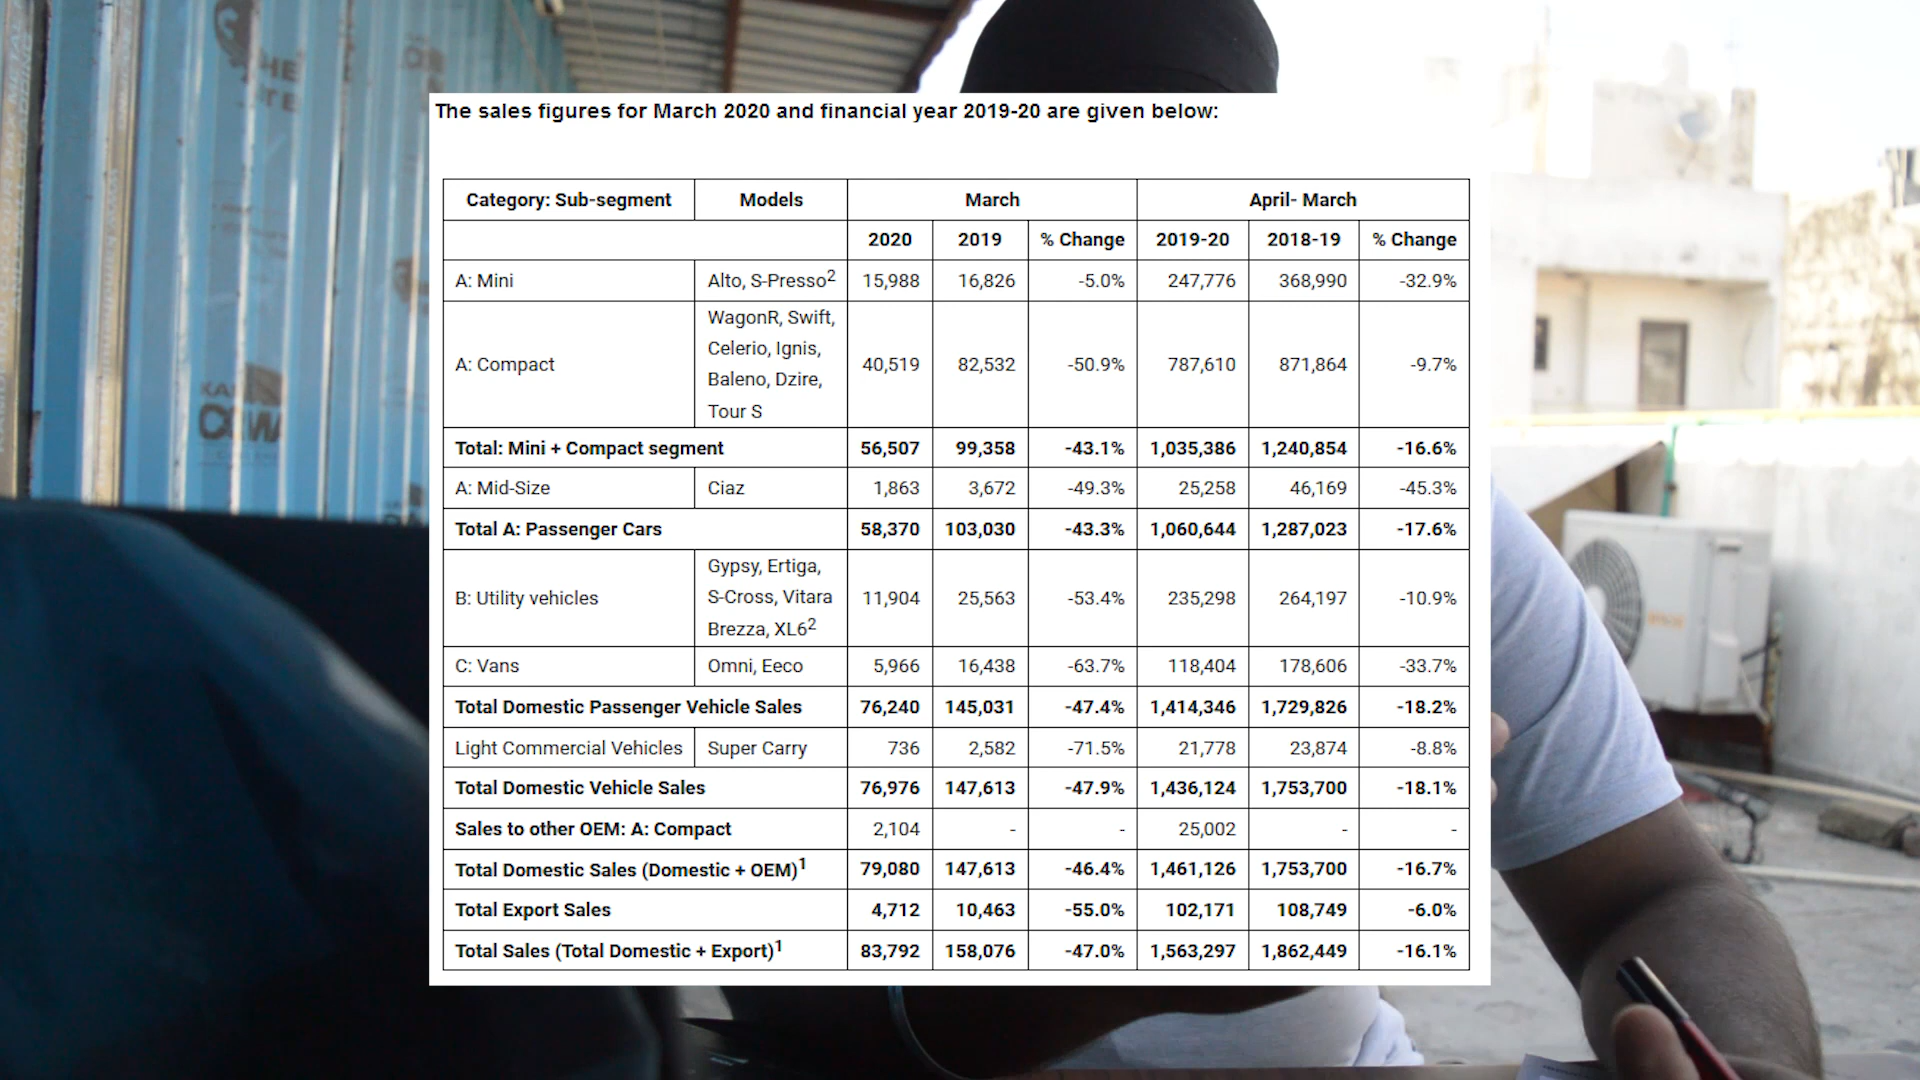 The sales figures for March 2020 and financial year 2019-20 are given below:
Category: Sub-segment Models March April- March
2020 2019 % Change 2019-20 2018-19 % Change
A: Mini Alto, S-Presso2 15,988 16,826 -5.0% 247,776 368,990 -32.9%
A: Compact WagonR, Swift,
Celerio, Ignis,
Baleno, Dzire,
Tour S 40,519 82,532 -50.9% 787,610 871,864 -9.7%
Total: Mini + Compact segment 56,507 99,358 -43.1% 1,035,386 1,240,854 -16.6%
A: Mid-Size Ciaz 1,863 3,672 -49.3% 25,258 46,169 -45.3%
Total A: Passenger Cars 58,370 103,030 -43.3% 1,060,644 1,287,023 -17.6%
B: Utility vehicles Gypsy, Ertiga,
S-Cross, Vitara
Brezza, XL62 11,904 25,563 -53.4% 235,298 264,197 -10.9%
C: Vans Omni, Eeco 5,966 16,438 -63.7% 118,404 178,606 -33.7%
Total Domestic Passenger Vehicle Sales 76,240 145,031 -47.4% 1,414,346 1,729,826 -18.2%
Light Commercial Vehicles Super Carry 736 2,582 -71.5% 21,778 23,874 -8.8%
Total Domestic Vehicle Sales 76,976 147,613 -47.9% 1,436,124 1,753,700 -18.1%
Sales to other OEM: A: Compact 2,104 - - 25,002 - -
Total Domestic Sales (Domestic + OEM)1 79,080 147,613 -46.4% 1,461,126 1,753,700 -16.7%
Total Export Sales 4,712 10,463 -55.0% 102,171 108,749 -6.0%
Total Sales (Total Domestic + Export)1 83,792 158,076 -47.0% 1,563,297 1,862,449 -16.1%